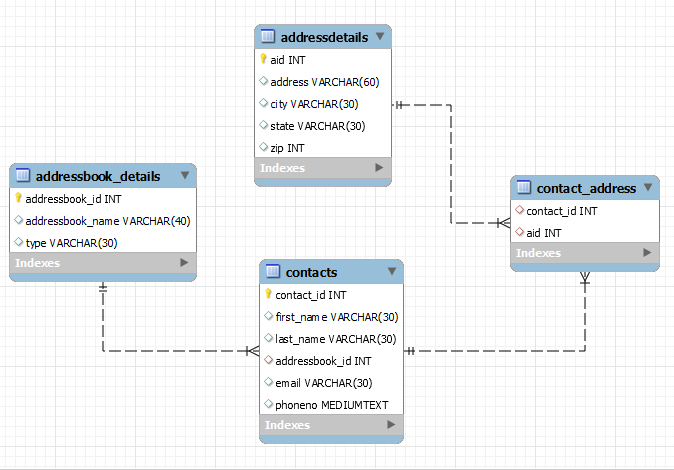 addressdetails
aid INT
address VARCHAR(60)
city VARCHAR(30)
state VARCHAR(30)
zip INT
Indexes
addressbook_details
addressbook_id INT
addressbook_name VARCHAR(40)
type VARCHAR(30)
Indexes
contact_address
contact_id INT
aid INT
Indexes
contacts
contact_id INT
first_name VARCHAR(30)
last_name VARCHAR(30)
addressbook_id INT
email VARCHAR(30)
phoneno MEDIUMTEXT
Indexes